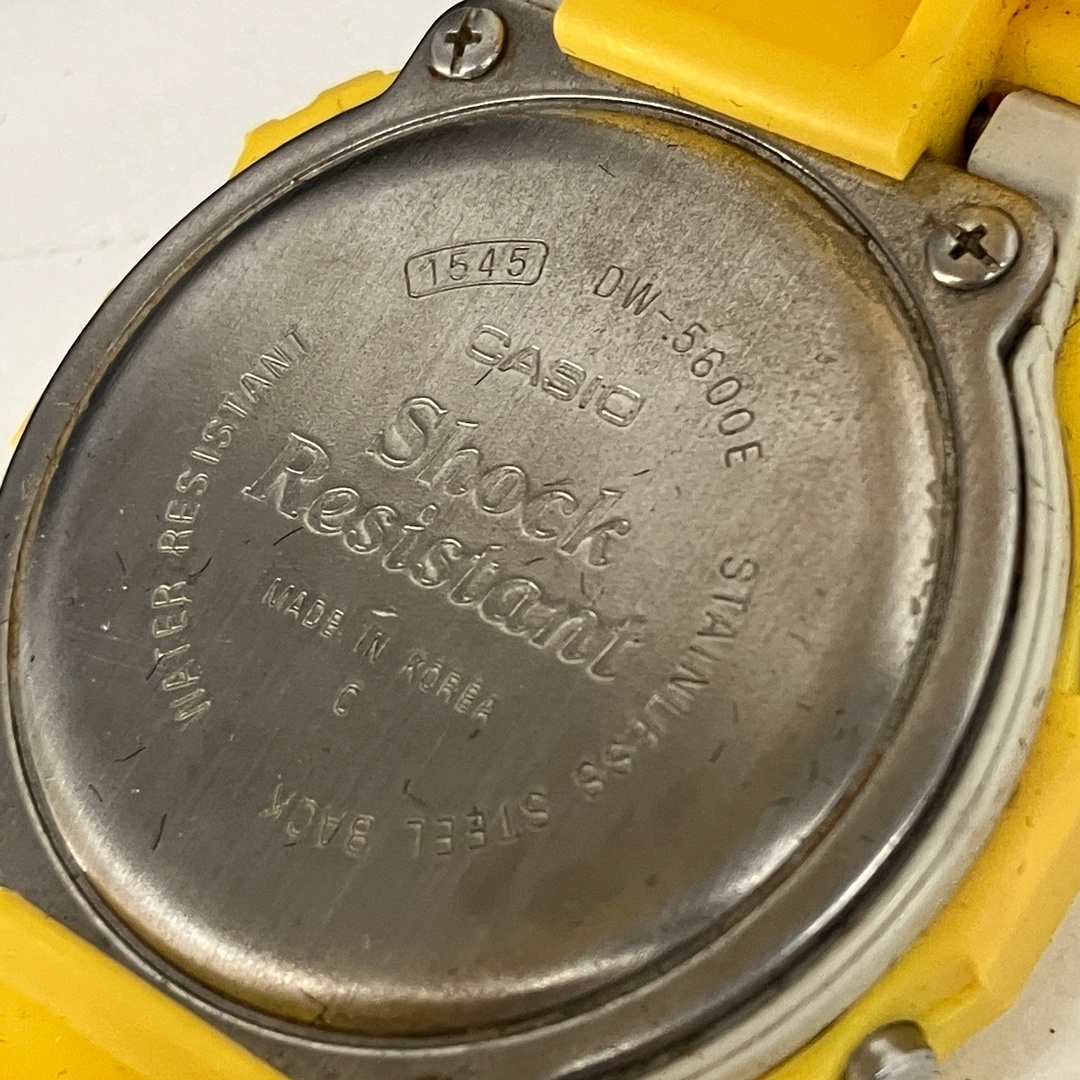 1545
DW-5600E
CASIO
Shock
Resistant
MADE IN KOREA
C
WATER RESISTANT
STAINLESS STEEL BACK